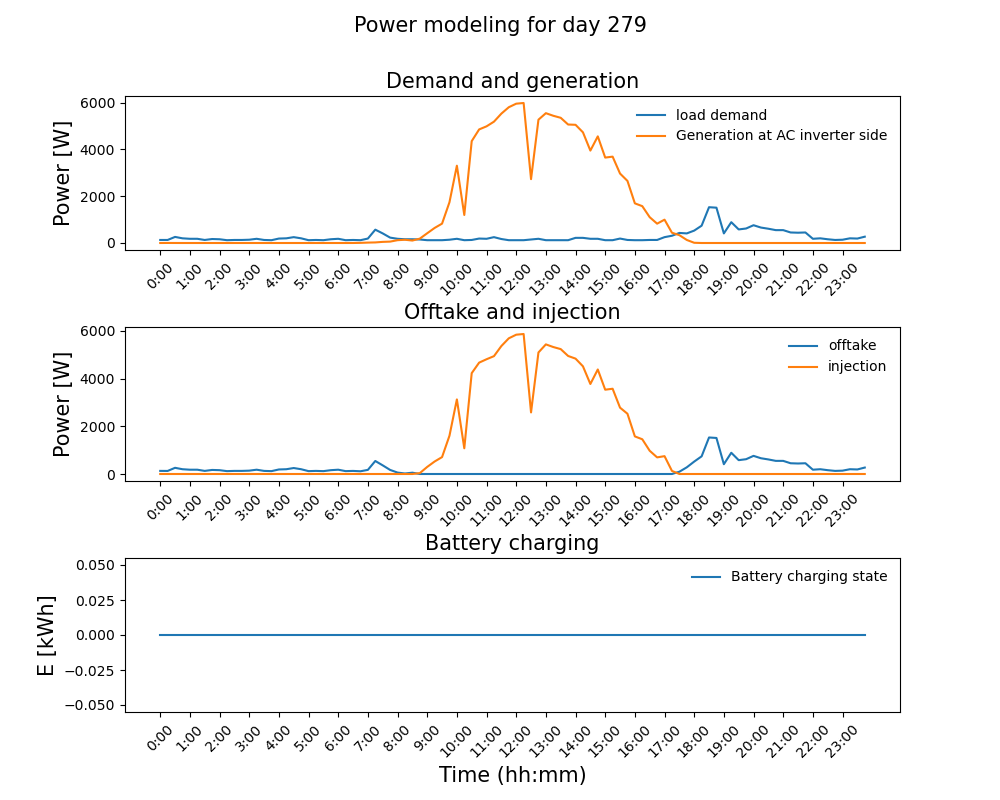 Power modeling for day 279
Demand and generation
Power [W]
6000
4000
2000
0
load demand
Generation at AC inverter side
0:00 1:00 2:00 3:00 4:00 5:00 6:00 7:00 8:00 9:00 10:00 11:00 12:00 13:00 14:00 15:00 16:00 17:00 18:00 19:00 20:00 21:00 22:00 23:00
Offtake and injection
Power [W]
6000
4000
2000
0
offtake
injection
0:00 1:00 2:00 3:00 4:00 5:00 6:00 7:00 8:00 9:00 10:00 11:00 12:00 13:00 14:00 15:00 16:00 17:00 18:00 19:00 20:00 21:00 22:00 23:00
Battery charging
E [kWh]
0.050
0.025
0.000
−0.025
−0.050
Battery charging state
0:00 1:00 2:00 3:00 4:00 5:00 6:00 7:00 8:00 9:00 10:00 11:00 12:00 13:00 14:00 15:00 16:00 17:00 18:00 19:00 20:00 21:00 22:00 23:00
Time (hh:mm)